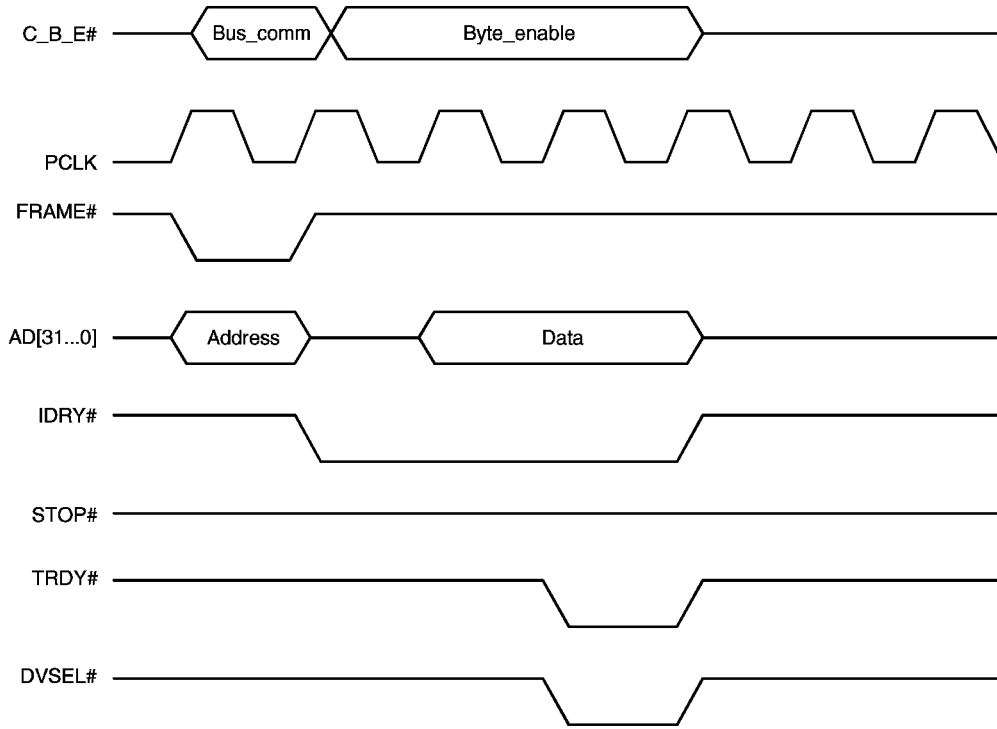 C_B_E# Bus_comm Byte_enable
PCLK
FRAME#
AD[31...0] Address Data
IDRY#
STOP#
TRDY#
DVSEL#